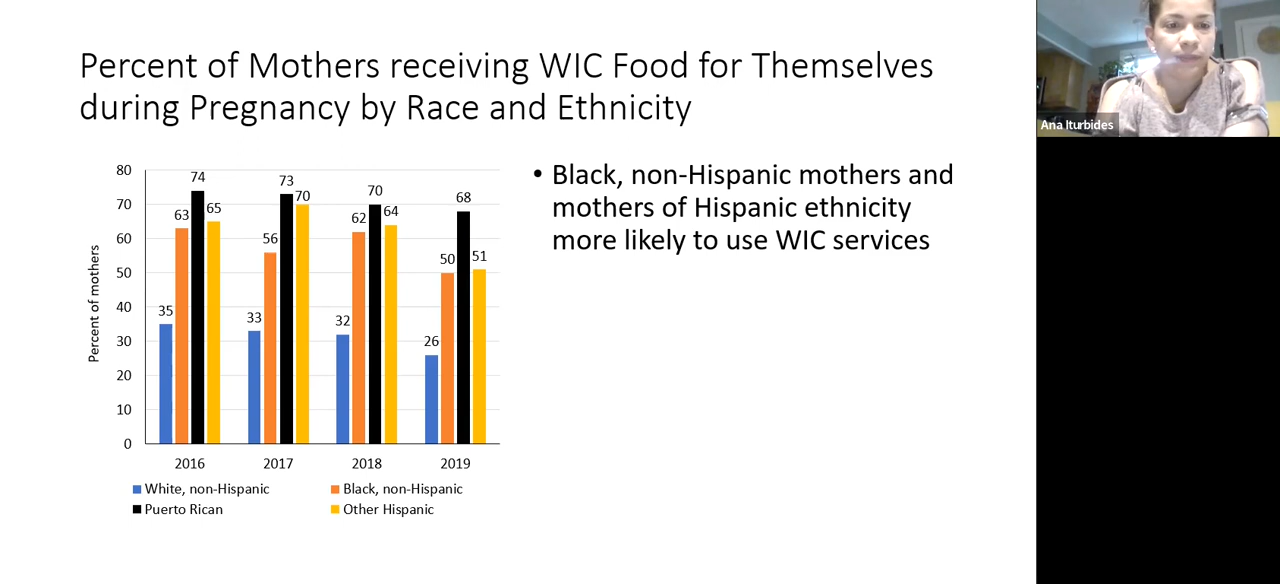 Percent of Mothers receiving WIC Food for Themselves
during Pregnancy by Race and Ethnicity
Ana Iturbides
• Black, non-Hispanic mothers and
mothers of Hispanic ethnicity
more likely to use WIC services
Percent of mothers
80
70
60
50
40
30
20
10
0
35 63 74 65
33 56 73 70
32 62 70 64
26 50 68 51
2016 2017 2018 2019
White, non-Hispanic Black, non-Hispanic
Puerto Rican Other Hispanic